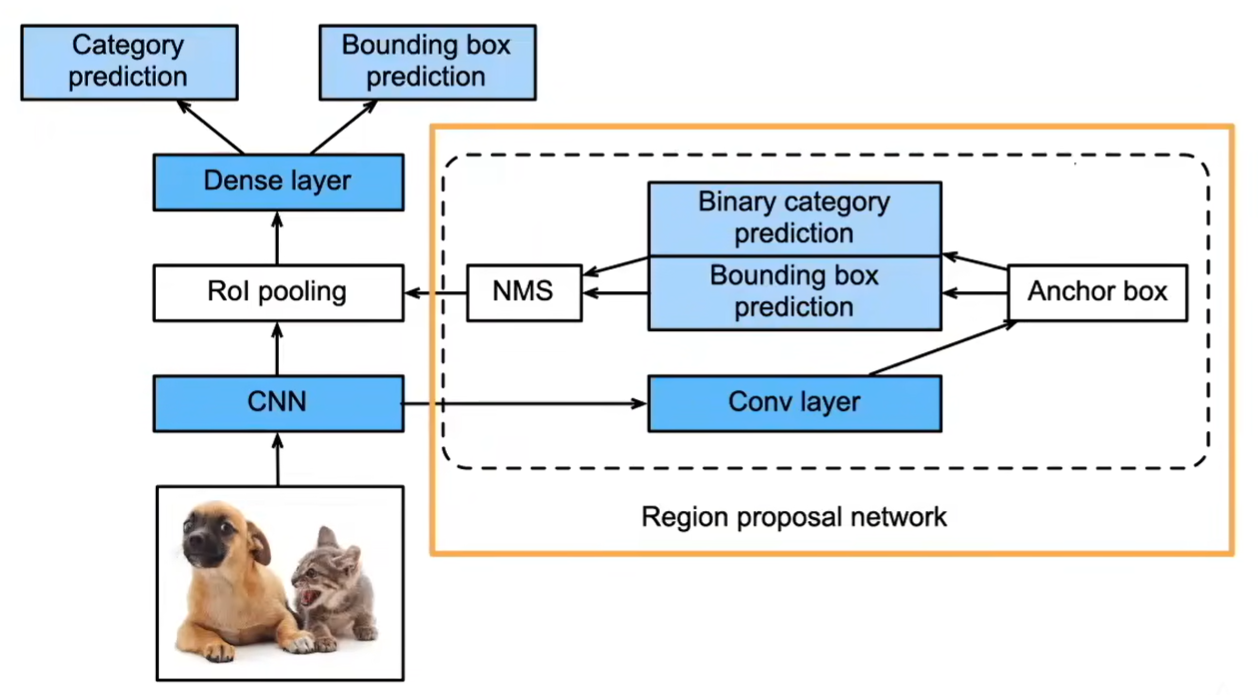 Category
prediction
Bounding box
prediction
Dense layer
Binary category
prediction
RoI pooling
NMS
Bounding box
prediction
Anchor box
CNN
Conv layer
Region proposal network